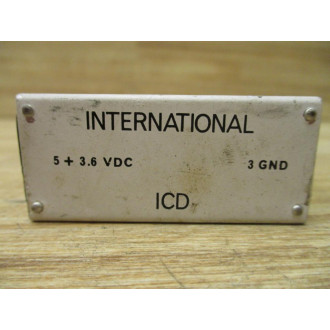 INTERNATIONAL
5 + 3.6 VDC 3 GND
ICD